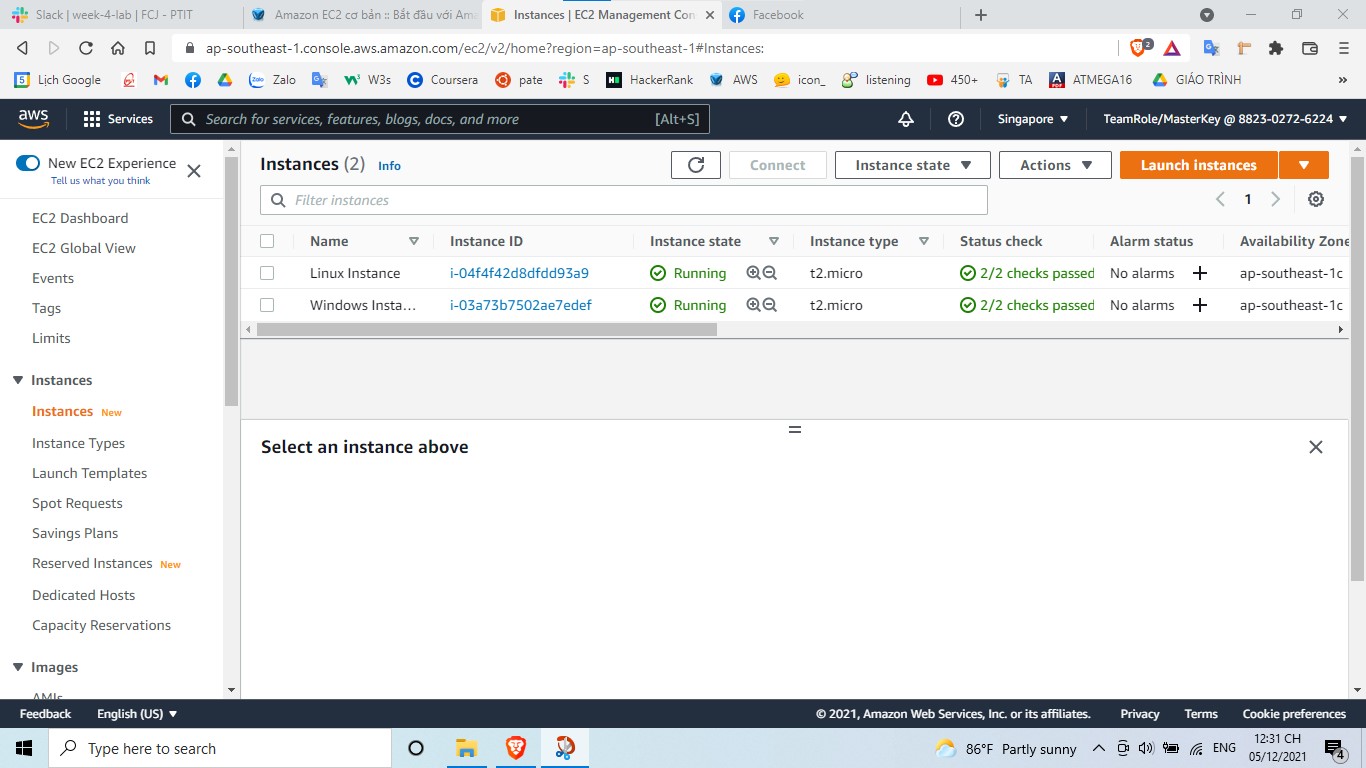 Slack | week-4-lab | FCJ - PTIT
Amazon EC2 cơ bản :: Bắt đầu với Am
Instances | EC2 Management Con
Facebook
ap-southeast-1.console.aws.amazon.com/ec2/v2/home?region=ap-southeast-1#Instances:
2
5 Lịch Google
Zalo
W3s
Coursera
pate
S
HackerRank
AWS
icon_
listening
450+
TA
ATMEGA16
GIÁO TRÌNH
»
aws
Services
Search for services, features, blogs, docs, and more
[Alt+S]
Singapore
TeamRole/MasterKey @ 8823-0272-6224
New EC2 Experience
Tell us what you think
EC2 Dashboard
EC2 Global View
Events
Tags
Limits
Instances
Instances New
Instance Types
Launch Templates
Spot Requests
Savings Plans
Reserved Instances New
Dedicated Hosts
Capacity Reservations
Images
AMIs
Instances (2) Info
Connect
Instance state
Actions
Launch instances
Filter instances
1
Name Instance ID Instance state Instance type Status check Alarm status Availability Zone
Linux Instance i-04f4f42d8dfdd93a9 Running t2.micro 2/2 checks passed No alarms + ap-southeast-1c
Windows Insta… i-03a73b7502ae7edef Running t2.micro 2/2 checks passed No alarms + ap-southeast-1c
Select an instance above
Feedback English (US)
© 2021, Amazon Web Services, Inc. or its affiliates. Privacy Terms Cookie preferences
Type here to search
86°F Partly sunny
ENG
12:31 CH
05/12/2021
4